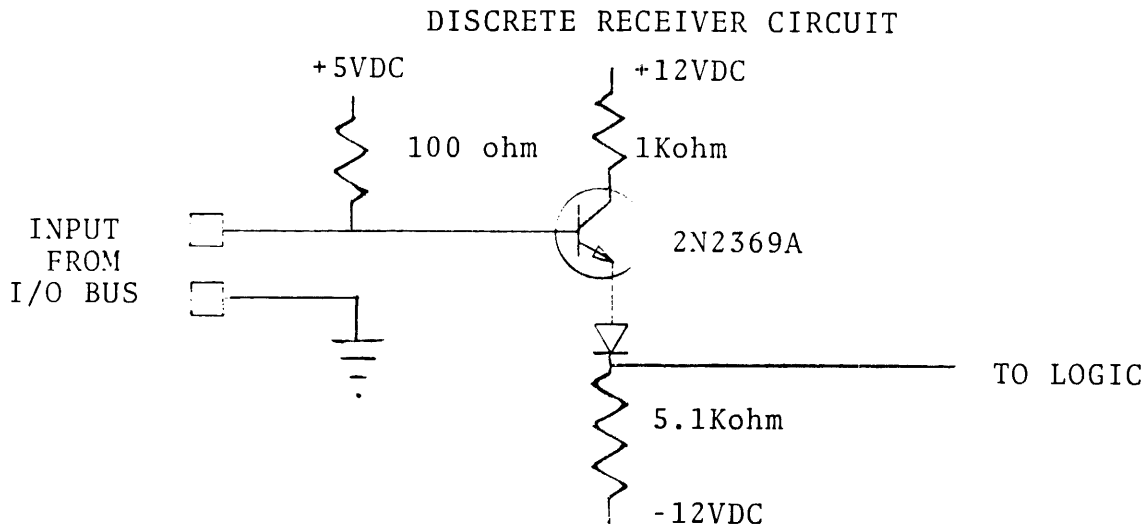 DISCRETE RECEIVER CIRCUIT
+5VDC
+12VDC
100 ohm
1Kohm
INPUT
FROM
I/O BUS
2N2369A
TO LOGIC
5.1Kohm
-12VDC